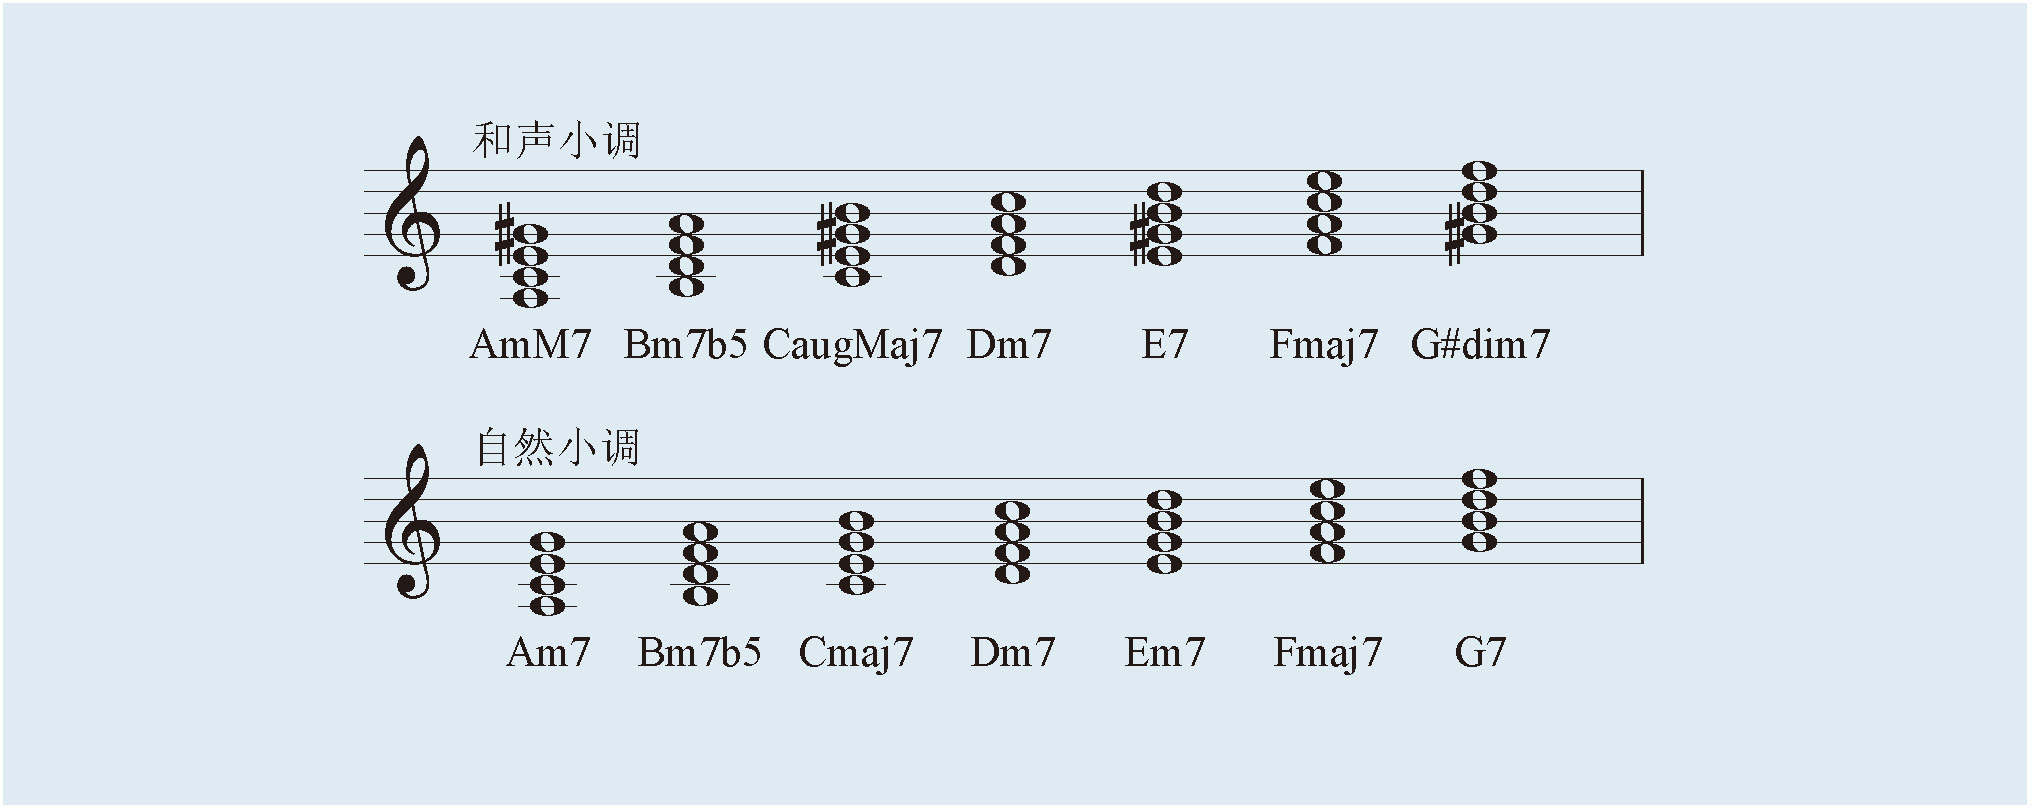 和声小调
AmM7 Bm7b5 CaugMaj7 Dm7 E7 Fmaj7 G#dim7
自然小调
Am7 Bm7b5 Cmaj7 Dm7 Em7 Fmaj7 G7